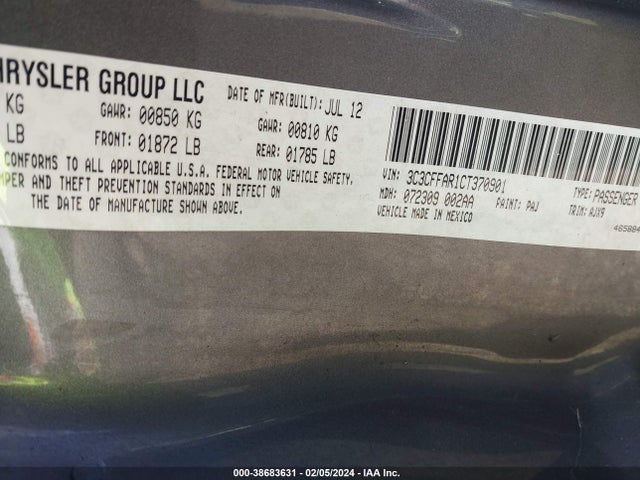 HRYSLER GROUP LLC
DATE OF MFR(BUILT): JUL 12
KG GAWR: 00850 KG GAWR: 00810 KG
LB FRONT: 01872 LB REAR: 01785 LB
CONFORMS TO ALL APPLICABLE U.S.A. FEDERAL MOTOR VEHICLE SAFETY,
MPER AND THEFT PREVENTION STANDARDS IN EFFECT ON
THE DATE OF MANUFACTURE SHOWN ABOVE.
VIN: 3C3CFFAR1CT370901 TYPE: PASSENGER
MDH: 072309 002AA PAINT: PAJ TRIM: AJX9
VEHICLE MADE IN MEXICO
465884
000-38683631 - 02/05/2024 - IAA Inc.